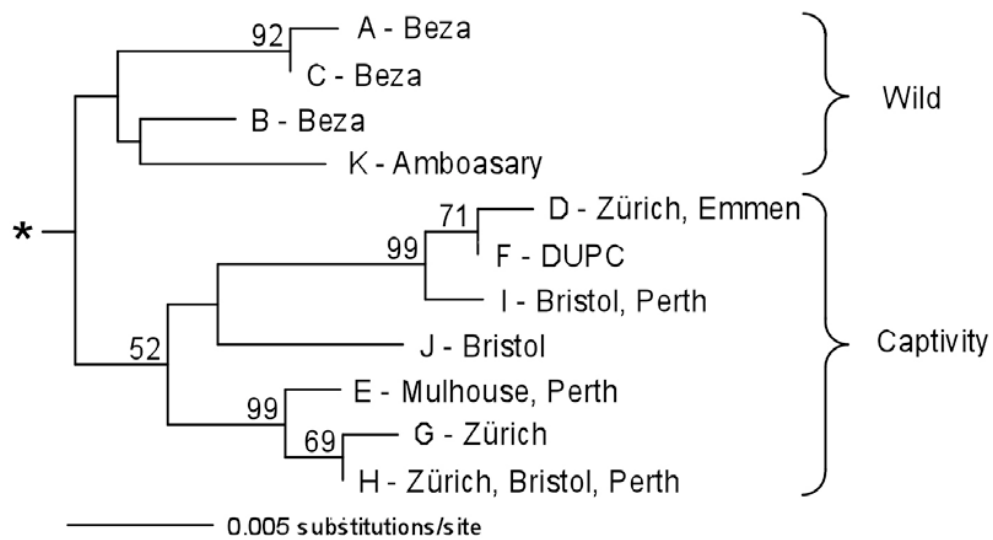 92
A - Beza
C - Beza
Wild
B - Beza
K - Amboasary
*
71
D - Zürich, Emmen
99
F - DUPC
I - Bristol, Perth
Captivity
52
J - Bristol
E - Mulhouse, Perth
99
69
G - Zürich
H - Zürich, Bristol, Perth
0.005 substitutions/site